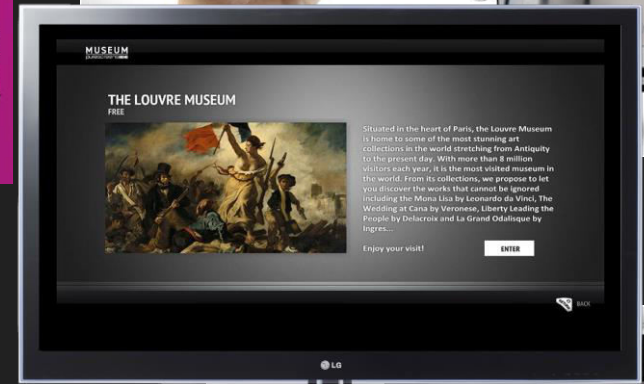 MUSEUM
THE LOUVRE MUSEUM
FREE
Situated in the heart of Paris, the Louvre Museum
is home to some of the most stunning art
collections in the world stretching from Antiquity
to the present day. With more than 8 million
visitors each year, it is the most visited museum in
the world. From its collections, we propose to let
you discover the works that cannot be ignored
including the Mona Lisa by Leonardo da Vinci, The
Wedding at Cana by Veronese, Liberty Leading the
People by Delacroix and La Grand Odalisque by
Ingres...
Enjoy your visit!
ENTER
BACK
LG